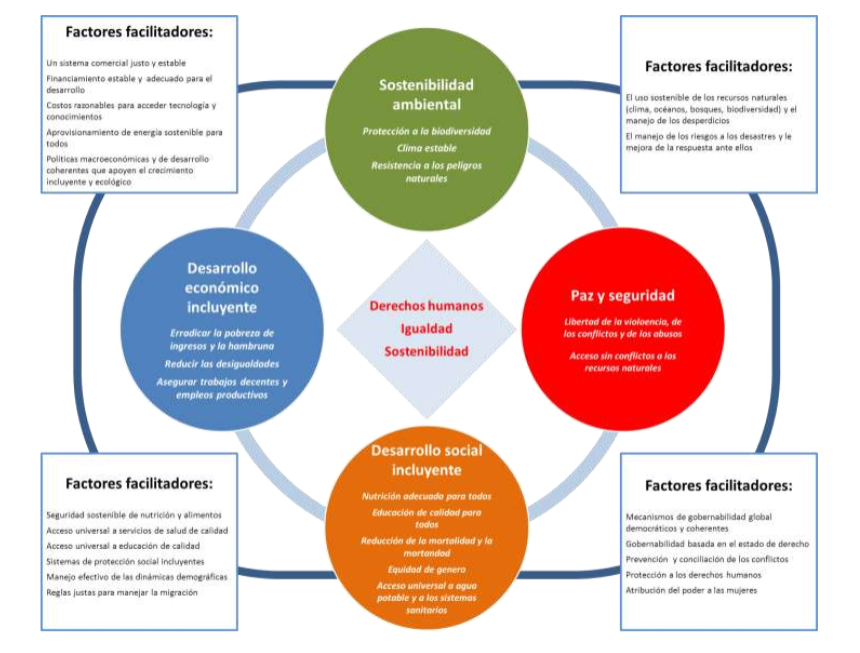 Factores facilitadores:
Un sistema comercial justo y estable
Financiamiento estable y adecuado para el
desarrollo
Costos razonables para acceder tecnología y
conocimientos
Aprovisionamiento de energía sostenible para
todos
Políticas macroeconómicas y de desarrollo
coherentes que apoyen el crecimiento
incluyente y ecológico
Sostenibilidad
ambiental
Protección a la biodiversidad
Clima estable
Resistencia a los peligros
naturales
Factores facilitadores:
El uso sostenible de los recursos naturales
(clima, océanos, bosques, biodiversidad) y el
manejo de los desperdicios
El manejo de los riesgos a los desastres y le
mejora de la respuesta ante ellos
Desarrollo
económico
incluyente
Erradicar la pobreza de
ingresos y la hambruna
Reducir las desigualdades
Asegurar trabajos decentes y
empleos productivos
Derechos humanos
Igualdad
Sostenibilidad
Paz y seguridad
Libertad de la violoencia, de
los conflictos y de los abusos
Acceso sin conflictos a los
recursos naturales
Factores facilitadores:
Seguridad sostenible de nutrición y alimentos
Acceso universal a servicios de salud de calidad
Acceso universal a educación de calidad
Sistemas de protección social incluyentes
Manejo efectivo de las dinámicas demográficas
Reglas justas para manejar la migración
Desarrollo social
incluyente
Nutrición adecuada para todos
Educación de calidad para
todos
Reducción de la mortalidad y la
mortandad
Equidad de genero
Acceso universal a agua
potable y a los sistemas
sanitarios
Factores facilitadores:
Mecanismos de gobernabilidad global
democráticos y coherentes
Gobernabilidad basada en el estado de derecho
Prevención y conciliación de los conflictos
Protección a los derechos humanos
Atribución del poder a las mujeres